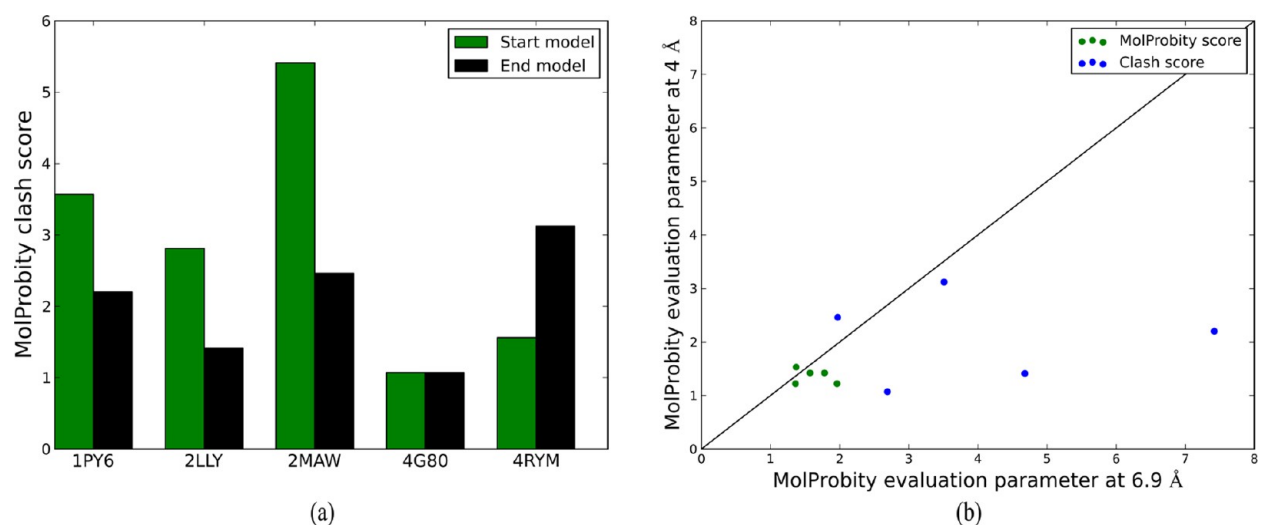 MolProbity clash score
6
5
4
3
2
1
0
Start model
End model
1PY6 2LLY 2MAW 4G80 4RYM
(a)
MolProbity evaluation parameter at 4 Å
8
7
6
5
4
3
2
1
0
MolProbity score
Clash score
0 1 2 3 4 5 6 7 8
MolProbity evaluation parameter at 6.9 Å
(b)